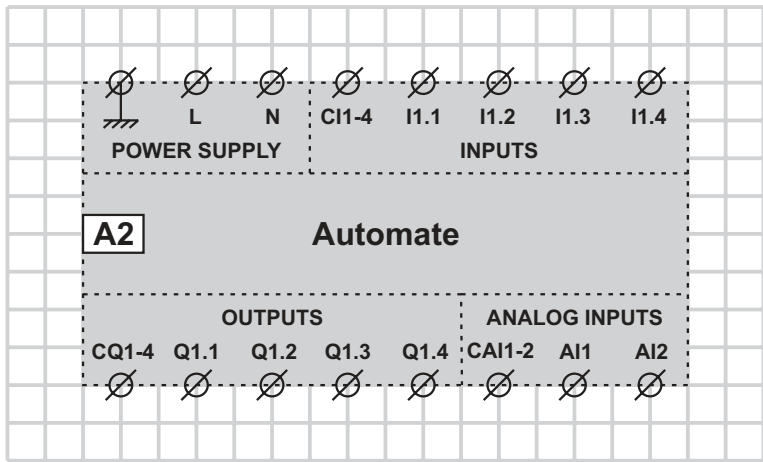 L N CI1-4 I1.1 I1.2 I1.3 I1.4
POWER SUPPLY INPUTS
A2 Automate
OUTPUTS ANALOG INPUTS
CQ1-4 Q1.1 Q1.2 Q1.3 Q1.4 CAI1-2 AI1 AI2